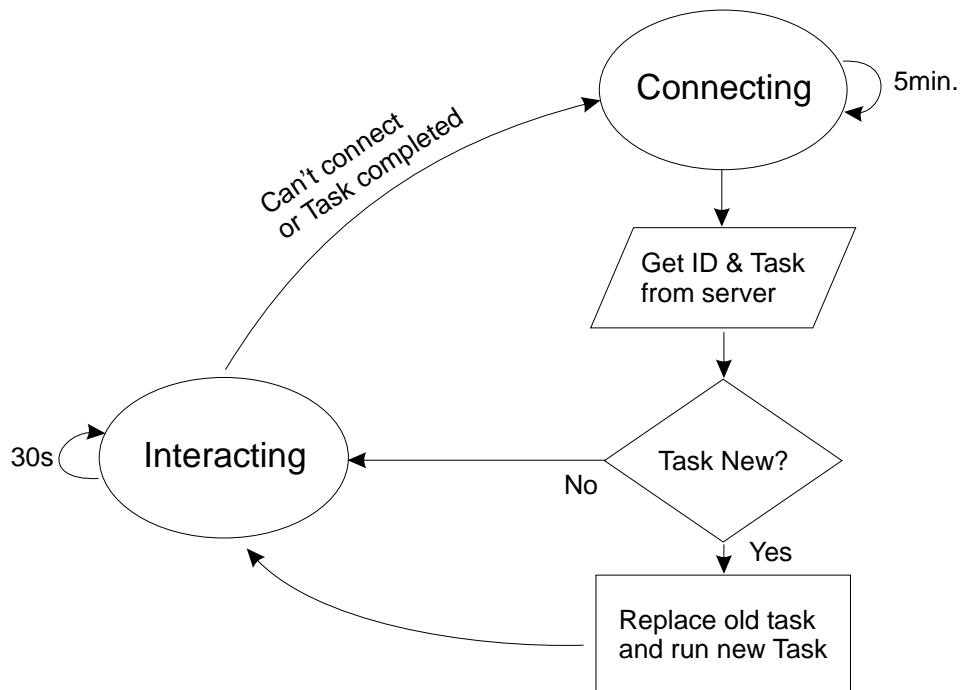 Connecting
5min.
Can't connect
or Task completed
Get ID & Task
from server
Interacting
30s
Task New?
No
Yes
Replace old task
and run new Task